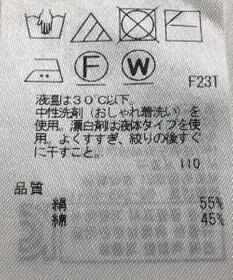 F
W
F23T
液温は30℃以下。
中性洗剤(おしゃれ着洗い)を
使用。漂白剤は液体タイプを使
用。よくすすぎ、絞りの後すぐ
に干すこと。
110
品質
絹 55%
綿 45%